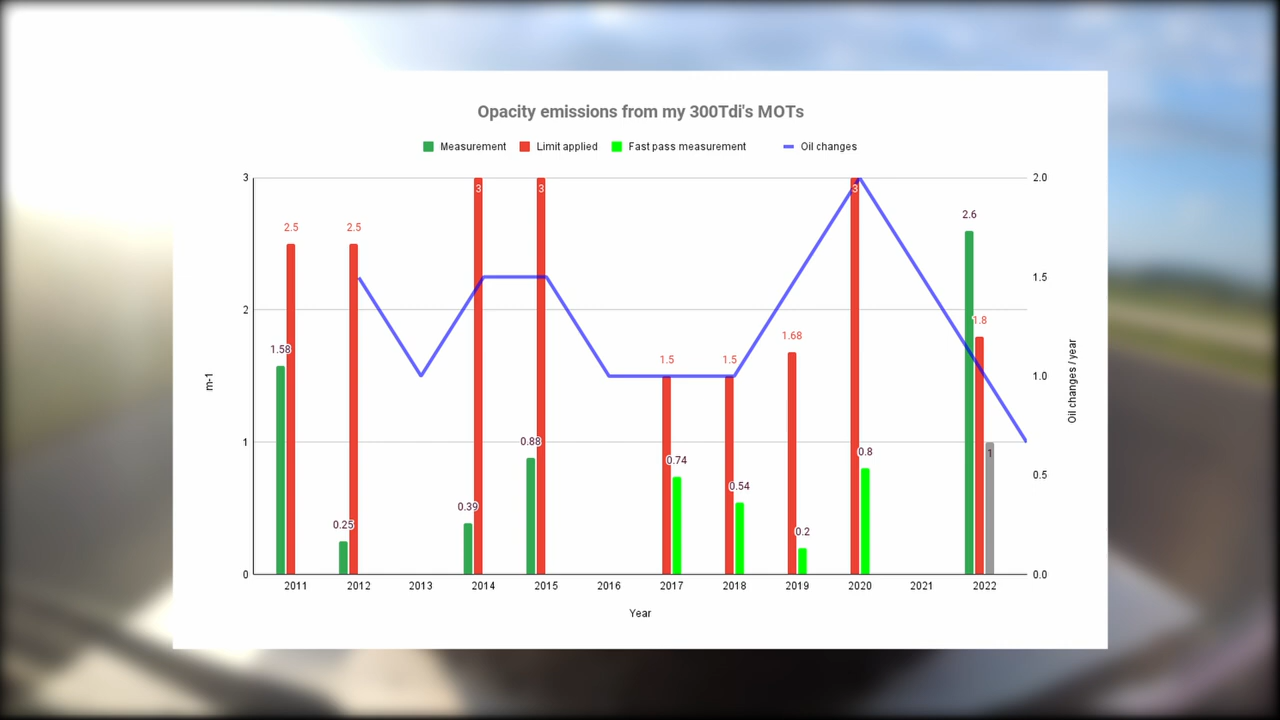 Opacity emissions from my 300Tdi's MOTs
Measurement Limit applied Fast pass measurement Oil changes
3 3 3 3 2.0
2.6
2.5 2.5
1.8
2 1.5
1.58 1.68
1.5 1.5
m-1 1.0 Oil changes / year
0.88 0.74 0.8
1 1
0.39 0.54 0.5
0.25 0.2
0 0.0
2011 2012 2013 2014 2015 2016 2017 2018 2019 2020 2021 2022
Year